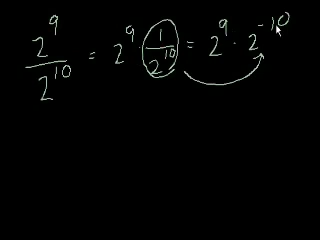 2^9 / 2^10 = 2^9 · 1 / 2^10 = 2^9 · 2^-10